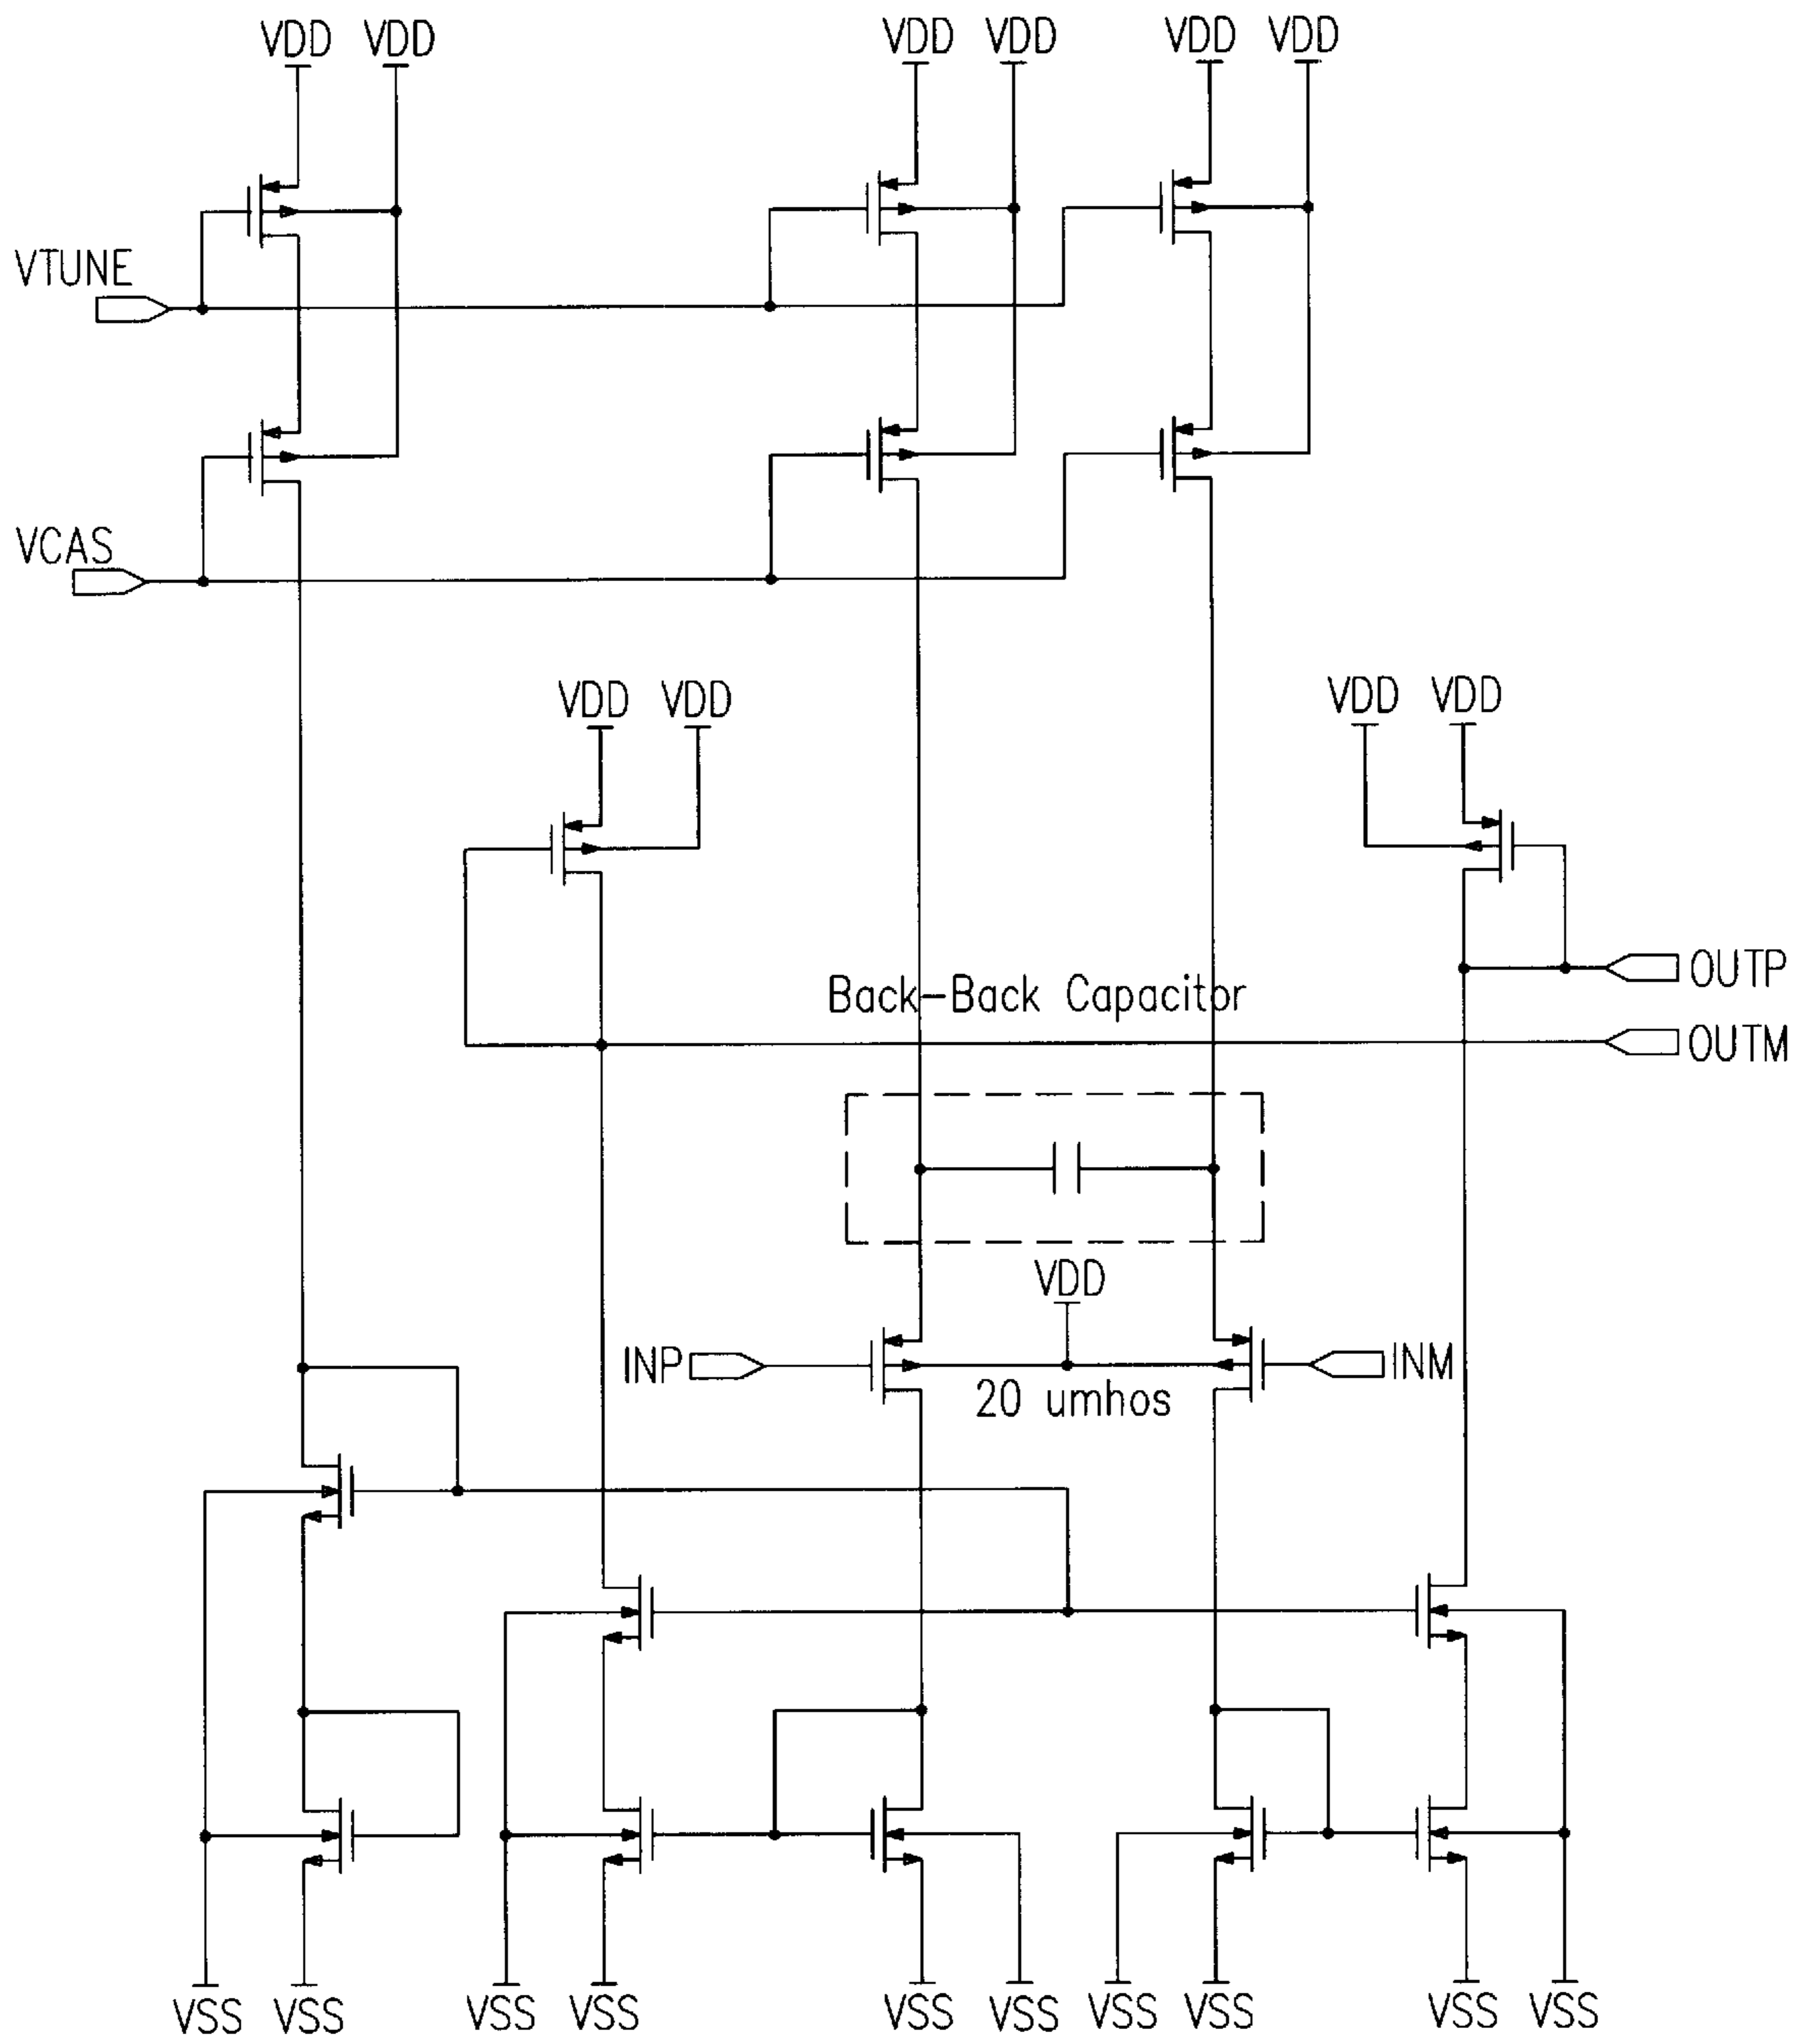 VDD VDD VDD VDD VDD VDD
VTUNE
VCAS
VDD VDD VDD VDD
OUTP
Back-Back Capacitor
OUTM
VDD
INP
INM
20 umhos
VSS VSS VSS VSS VSS VSS VSS VSS VSS VSS